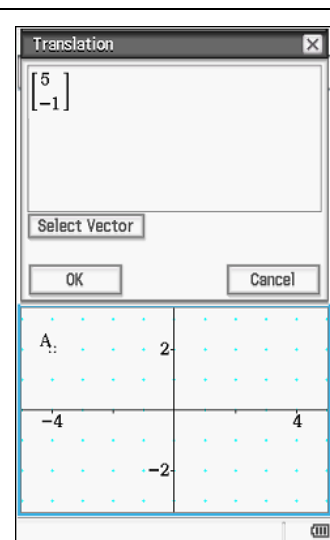 Translation
[5
-1]
Select Vector
OK Cancel
A
2
-4 4
-2